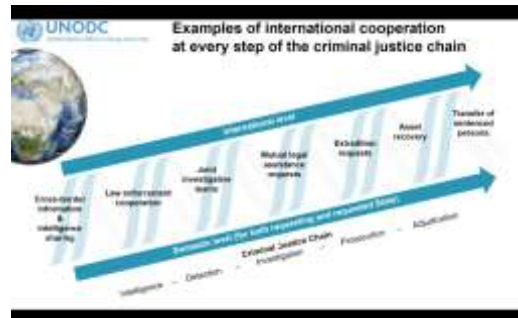 UNODC
Examples of international cooperation
at every step of the criminal justice chain
International level
Cross-border
information
&
intelligence
sharing
Law enforcement
cooperation
Joint
investigation
teams
Mutual legal
assistance
requests
Extradition
requests
Asset
recovery
Transfer of
sentenced
persons
Domestic level (for both requesting and requested State)
Criminal Justice Chain
Intelligence - Detection - Investigation - Prosecution - Adjudication